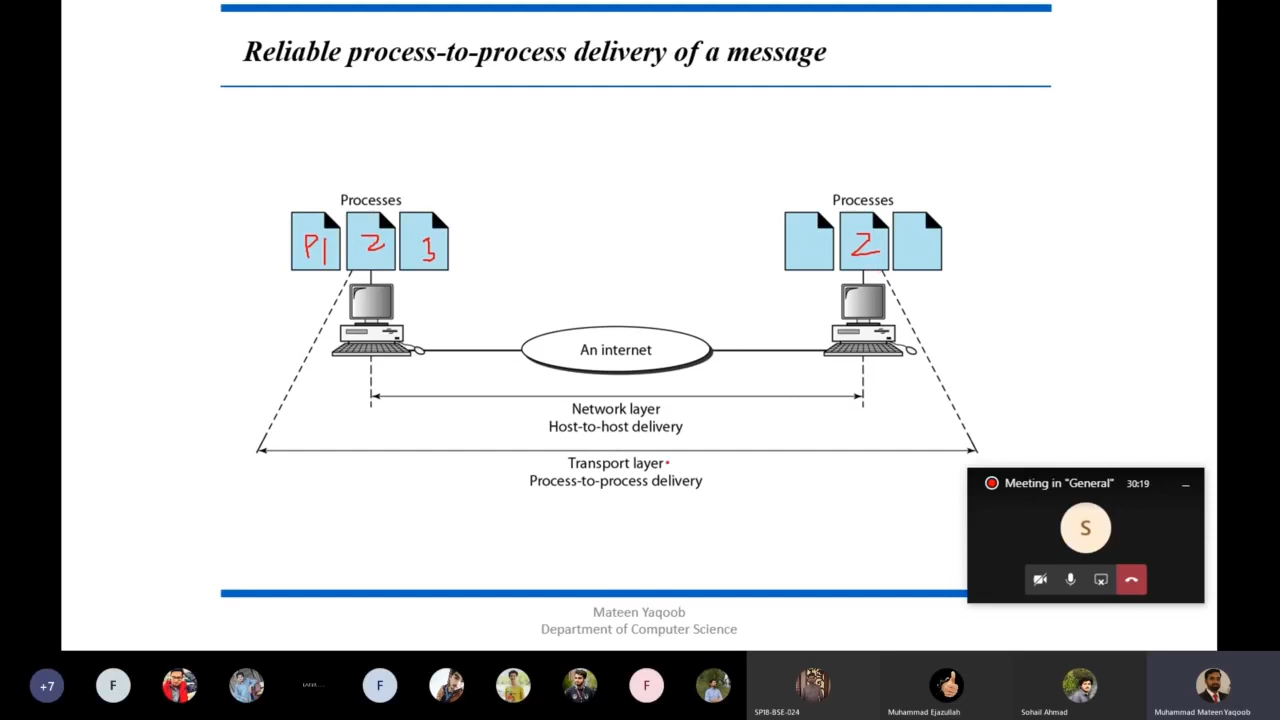 Reliable process-to-process delivery of a message
Processes
Processes
P1 2 3
2
An internet
Network layer
Host-to-host delivery
Transport layer
Process-to-process delivery
Meeting in "General" 30:19
S
Mateen Yaqoob
Department of Computer Science
+7
F
F
F
SP18-BSE-024
Muhammad Ejazullah
Sohail Ahmad
Muhammad Mateen Yaqoob